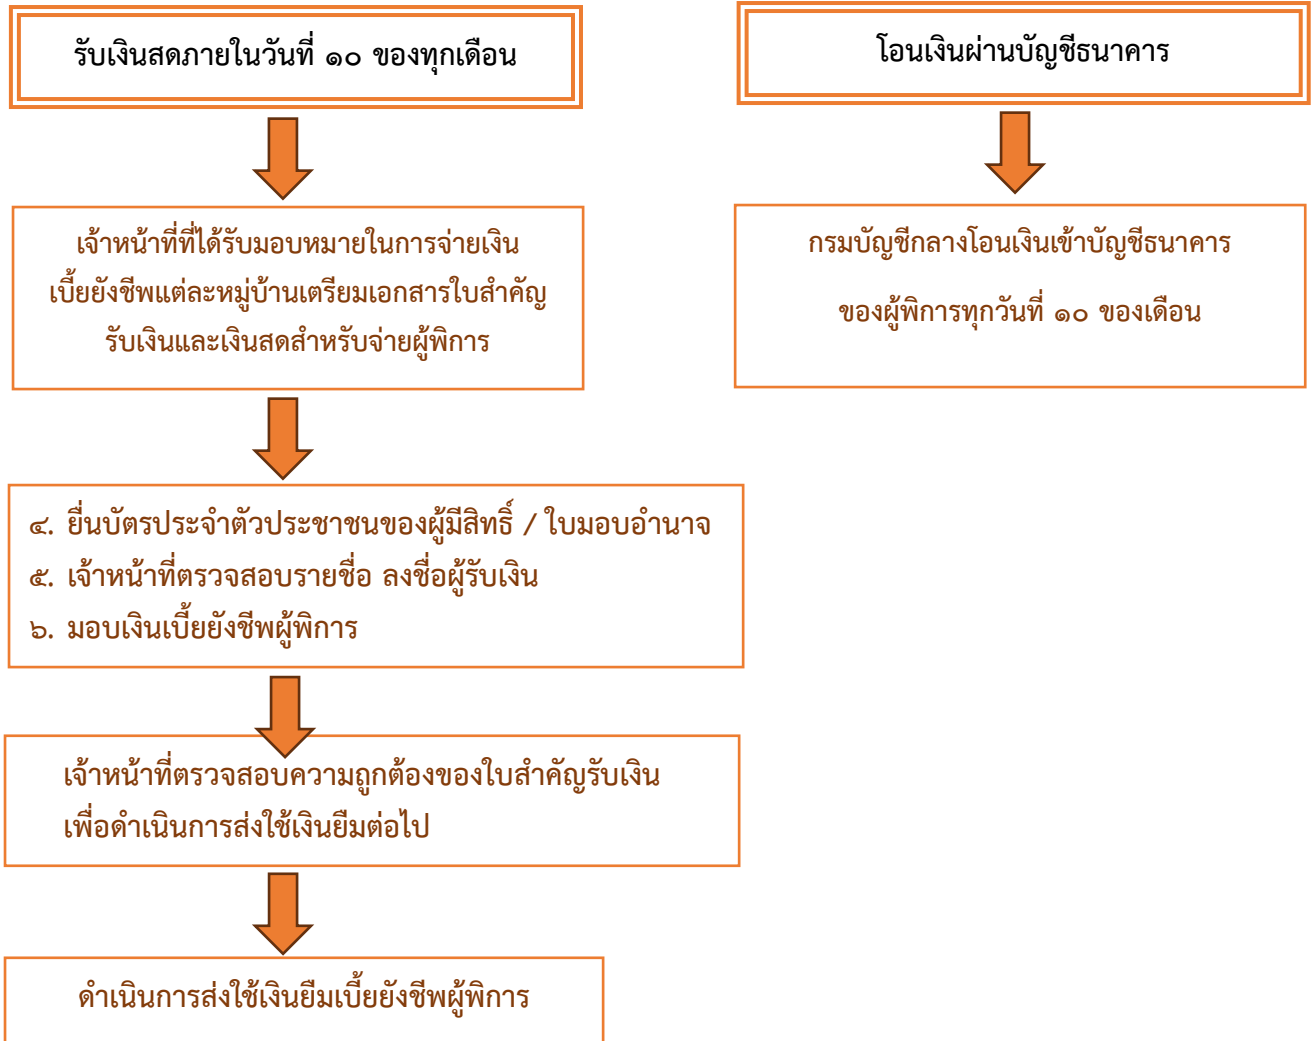 รับเงินสดภายในวันที่ ๑๐ ของทุกเดือน
เจ้าหน้าที่ที่ได้รับมอบหมายในการจ่ายเงิน
เบี้ยยังชีพแต่ละหมู่บ้านเตรียมเอกสารใบสำคัญ
รับเงินและเงินสดสำหรับจ่ายผู้พิการ
๔. ยื่นบัตรประจำตัวประชาชนของผู้มีสิทธิ์ / ใบมอบอำนาจ
๕. เจ้าหน้าที่ตรวจสอบรายชื่อ ลงชื่อผู้รับเงิน
๖. มอบเงินเบี้ยยังชีพผู้พิการ
เจ้าหน้าที่ตรวจสอบความถูกต้องของใบสำคัญรับเงิน
เพื่อดำเนินการส่งใช้เงินยืมต่อไป
ดำเนินการส่งใช้เงินยืมเบี้ยยังชีพผู้พิการ
โอนเงินผ่านบัญชีธนาคาร
กรมบัญชีกลางโอนเงินเข้าบัญชีธนาคาร
ของผู้พิการทุกวันที่ ๑๐ ของเดือน